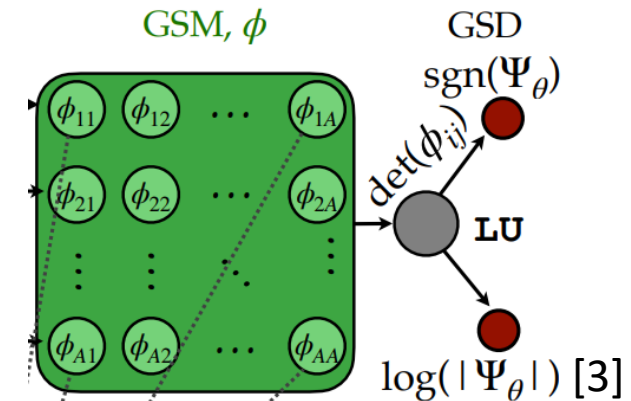 GSM, ϕ GSD
sgn(Ψθ)
ϕ11 ϕ12 ... ϕ1A
det(ϕij)
ϕ21 ϕ22 ... ϕ2A
LU
⋮ ⋮ ⋱ ⋮
ϕA1 ϕA2 ... ϕAA
log(|Ψθ|) [3]